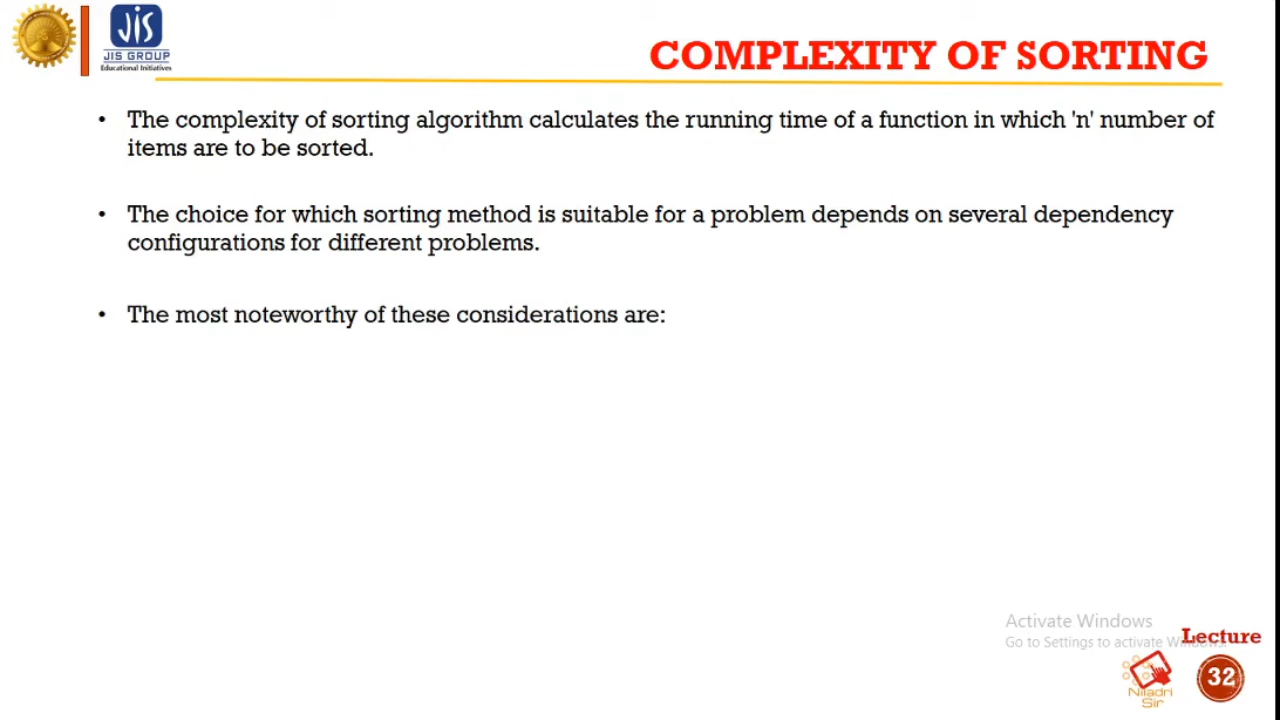 JIS
JIS GROUP
Educational Initiatives
COMPLEXITY OF SORTING
• The complexity of sorting algorithm calculates the running time of a function in which 'n' number of
items are to be sorted.
• The choice for which sorting method is suitable for a problem depends on several dependency
configurations for different problems.
• The most noteworthy of these considerations are:
Activate Windows
Go to Settings to activate Windows.
Lecture
32
Niladri
Sir